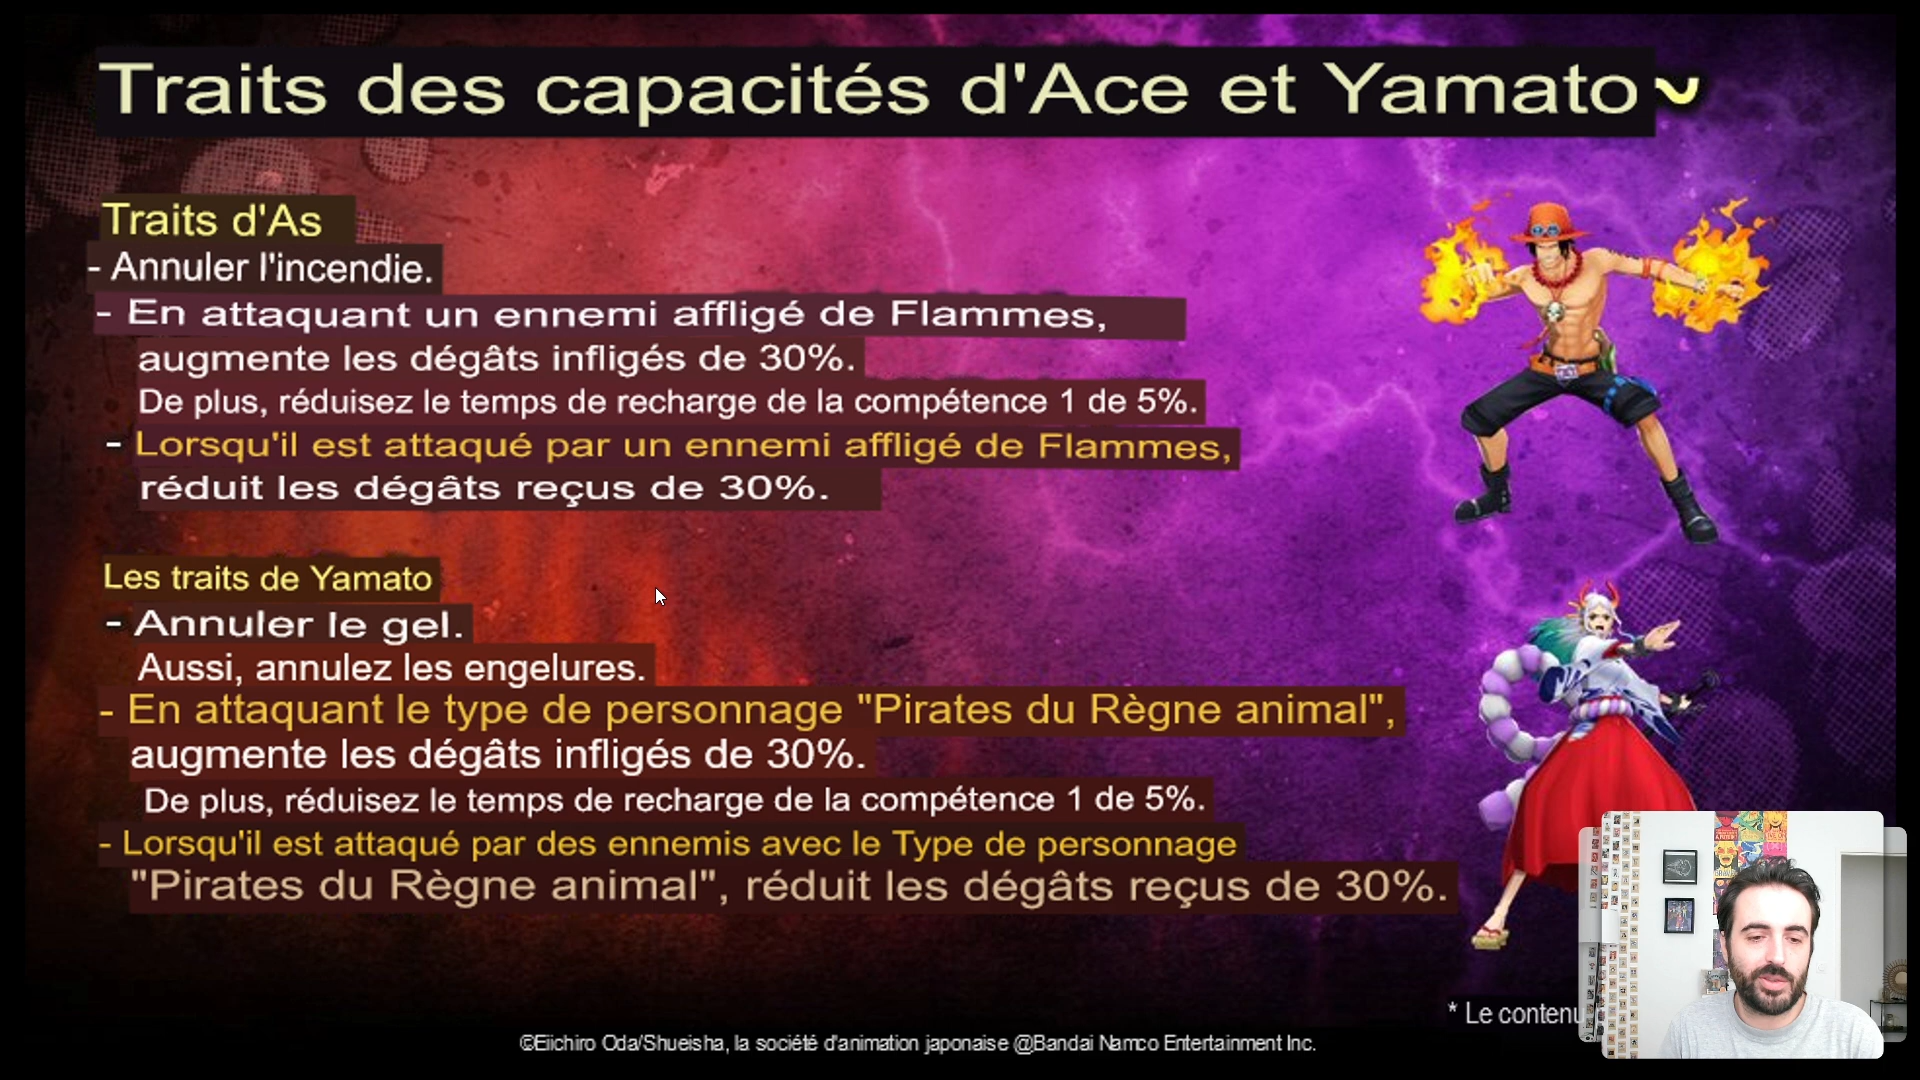 Traits des capacités d'Ace et Yamato ~
Traits d'As
- Annuler l'incendie.
- En attaquant un ennemi affligé de Flammes,
augmente les dégâts infligés de 30%.
De plus, réduisez le temps de recharge de la compétence 1 de 5%.
- Lorsqu'il est attaqué par un ennemi affligé de Flammes,
réduit les dégâts reçus de 30%.
Les traits de Yamato
- Annuler le gel.
Aussi, annulez les engelures.
- En attaquant le type de personnage "Pirates du Règne animal",
augmente les dégâts infligés de 30%.
De plus, réduisez le temps de recharge de la compétence 1 de 5%.
- Lorsqu'il est attaqué par des ennemis avec le Type de personnage
"Pirates du Règne animal", réduit les dégâts reçus de 30%.
* Le contenu
©Eiichiro Oda/Shueisha, la société d'animation japonaise @Bandai Namco Entertainment Inc.